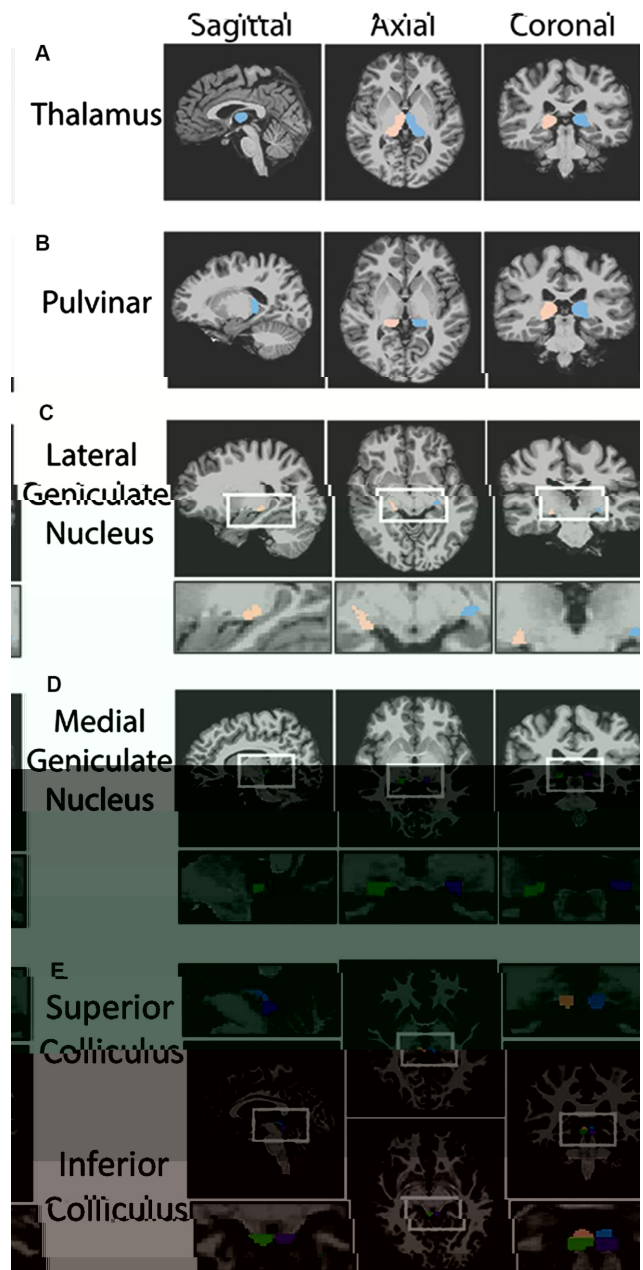 Sagittal Axial Coronal
A
Thalamus
B
Pulvinar
C
Lateral
Geniculate
Nucleus
D
Medial
Geniculate
Nucleus
E
Superior
Colliculus
Inferior
Colliculus